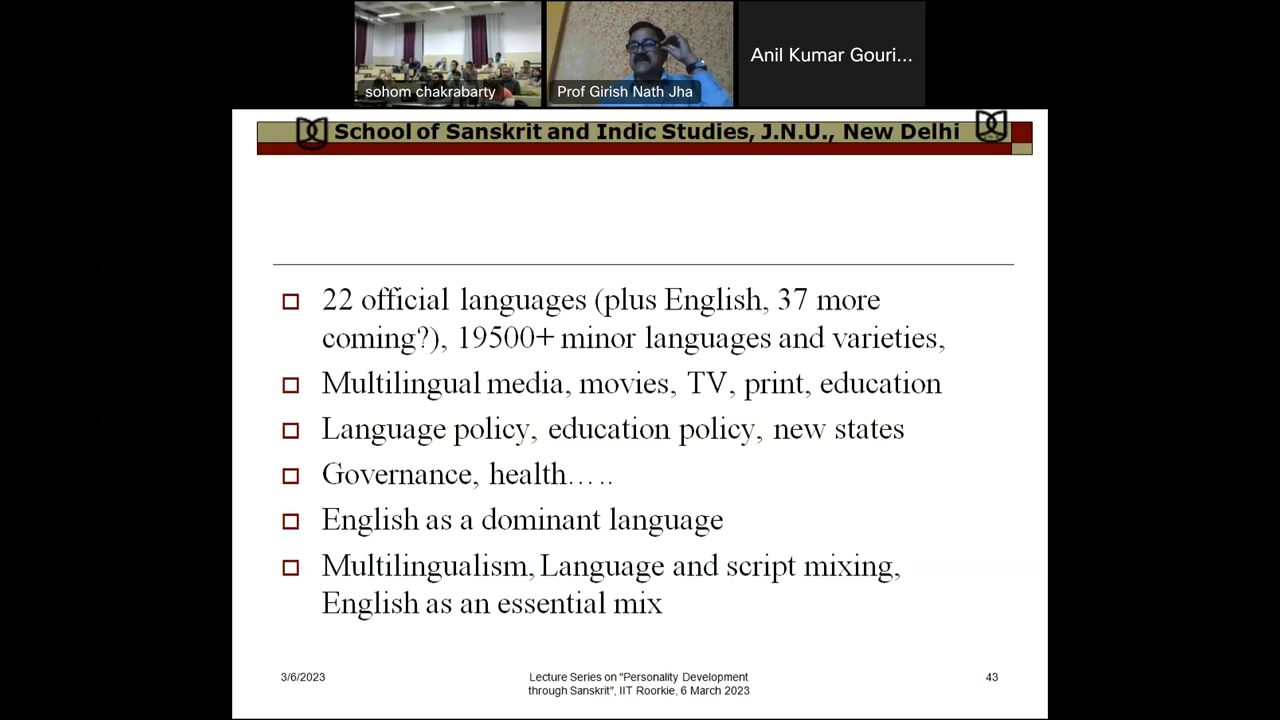 sohom chakrabarty
Prof Girish Nath Jha
Anil Kumar Gouri...
School of Sanskrit and Indic Studies, J.N.U., New Delhi
22 official languages (plus English, 37 more
coming?), 19500+ minor languages and varieties,
Multilingual media, movies, TV, print, education
Language policy, education policy, new states
Governance, health.....
English as a dominant language
Multilingualism, Language and script mixing,
English as an essential mix
3/6/2023
Lecture Series on "Personality Development
through Sanskrit", IIT Roorkie, 6 March 2023
43